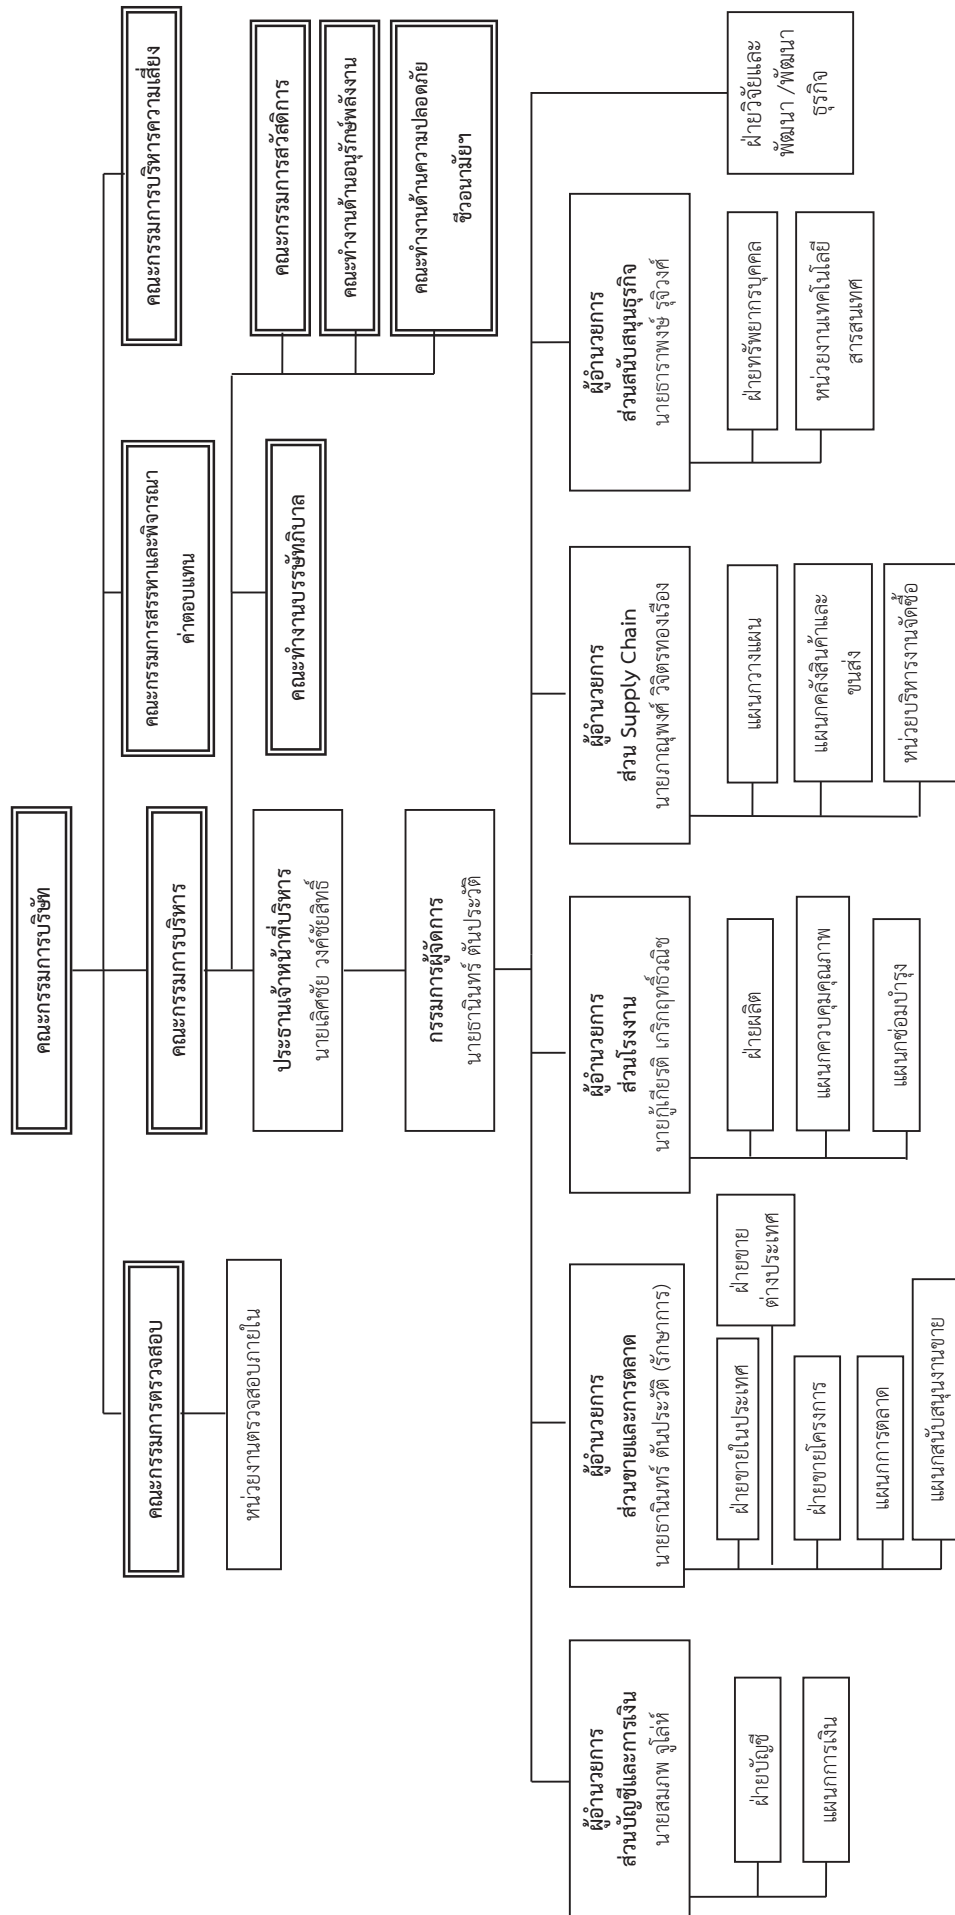 คณะกรรมการบริษัท
คณะกรรมการตรวจสอบ
หน่วยงานตรวจสอบภายใน
คณะกรรมการบริหาร
คณะกรรมการสรรหาและพิจารณา
ค่าตอบแทน
คณะกรรมการบริหารความเสี่ยง
ประธานเจ้าหน้าที่บริหาร
นายเลิศชัย วงค์ชัยสิทธิ์
คณะทำงานบรรษัทภิบาล
คณะกรรมการสวัสดิการ
คณะทำงานด้านอนุรักษ์พลังงาน
คณะทำงานด้านความปลอดภัย
ชีวอนามัยฯ
กรรมการผู้จัดการ
นายธานินทร์ ตันประวัติ
ผู้อำนวยการ
ส่วนบัญชีและการเงิน
นายสมภพ จูโล่ห์
ฝ่ายบัญชี
แผนกการเงิน
ผู้อำนวยการ
ส่วนขายและการตลาด
นายธานินทร์ ตันประวัติ (รักษาการ)
ฝ่ายขายในประเทศ
ฝ่ายขาย
ต่างประเทศ
ฝ่ายขายโครงการ
แผนกการตลาด
แผนกสนับสนุนงานขาย
ผู้อำนวยการ
ส่วนโรงงาน
นายกู้เกียรติ เกริกฤทธิ์วณิช
ฝ่ายผลิต
แผนกควบคุมคุณภาพ
แผนกซ่อมบำรุง
ผู้อำนวยการ
ส่วน Supply Chain
นายภาณุพงศ์ วิจิตรทองเรือง
แผนกวางแผน
แผนกคลังสินค้าและ
ขนส่ง
หน่วยบริหารงานจัดซื้อ
ผู้อำนวยการ
ส่วนสนับสนุนธุรกิจ
นายธาราพงษ์ รุจิวงศ์
ฝ่ายทรัพยากรบุคคล
หน่วยงานเทคโนโลยี
สารสนเทศ
ฝ่ายวิจัยและ
พัฒนา /พัฒนา
ธุรกิจ